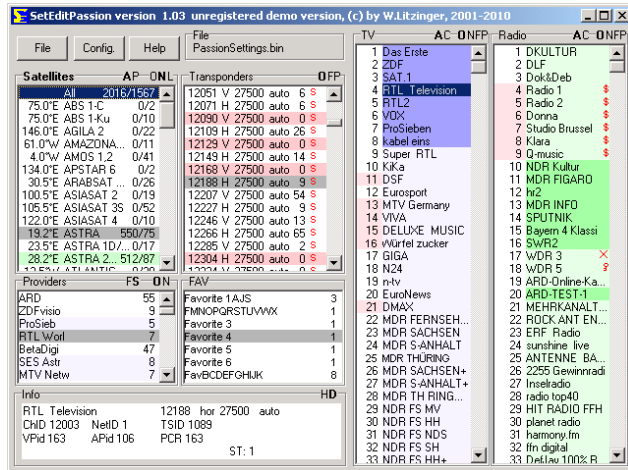 SetEditPassion version 1.03 unregistered demo version, (c) by W.Litzinger, 2001-2010
File
Config.
Help
File
PassionSettings.bin
Satellites AP ONL
All 2016/1567
75.0°E ABS 1-C 0/2
75.0°E ABS 1-Ku 0/10
146.0°E AGILA 2 0/22
61.0°W AMAZONA... 0/11
4.0°W AMOS 1,2 0/41
134.0°E APSTAR 6 0/2
30.5°E ARABSAT ... 0/26
100.5°E ASIASAT 2 0/19
105.5°E ASIASAT 3S 0/52
122.0°E ASIASAT 4 0/10
19.2°E ASTRA 550/75
23.5°E ASTRA 1D/...0/17
28.2°E ASTRA 2... 512/87
Transponders OFP
12051 V 27500 auto 6 S
12071 H 27500 auto 6 S
12090 V 27500 auto 0 S
12109 H 27500 auto 26 S
12129 V 27500 auto 0 S
12149 H 27500 auto 14 S
12168 V 27500 auto 0 S
12188 H 27500 auto 9 S
12207 V 27500 auto 54 S
12227 H 27500 auto 9 S
12246 V 27500 auto 13 S
12266 H 27500 auto 65 S
12285 V 27500 auto 2 S
12304 H 27500 auto 0 S
Providers FS ON
ARD 55
ZDFvisio 9
ProSieb 5
RTL Worl 7
BetaDigi 47
SES Astr 8
MTV Netw 7
FAV
Favorite 1AJS 3
FMNOPQRSTUVWX 1
Favorite 3 1
Favorite 4 1
Favorite 5 1
Favorite 6 1
FavBCDEFGHIJK 8
Info HD
RTL Television 12188 hor 27500 auto
ChID 12003 NetID 1 TSID 1089
VPid 163 APid 106 PCR 163
ST: 1
TV AC ONFP
1 Das Erste
2 ZDF
3 SAT.1
4 RTL Television
5 RTL2
6 VOX
7 ProSieben
8 kabel eins
9 Super RTL
10 KiKa
11 DSF
12 Eurosport
13 MTV Germany
14 VIVA
15 DELUXE MUSIC
16 Würfel zucker
17 GIGA
18 N24
19 n-tv
20 EuroNews
21 DMAX
22 MDR FERNSEH...
23 MDR SACHSEN
24 MDR S-ANHALT
25 MDR THÜRING
26 MDR SACHSEN+
27 MDR S-ANHALT+
28 MDR TH RING...
29 NDR FS MV
30 NDR FS HH
31 NDR FS NDS
32 NDR FS SH
33 NDR FS HH+
Radio AC ONFP
1 DKULTUR
2 DLF
3 Dok&Deb
4 Radio 1 $
5 Radio 2 $
6 Donna $
7 Studio Brussel $
8 Klara $
9 Q-music $
10 NDR Kultur
11 MDR FIGARO
12 hr2
13 MDR INFO
14 SPUTNIK
15 Bayern 4 Klassi
16 SWR2
17 WDR 3
18 WDR 5 ?
19 ARD-Online-Ka...
20 ARD-TEST-1
21 MEHRKANALT...
22 ROCK ANT EN...
23 ERF Radio
24 sunshine live
25 ANTENNE BA...
26 2255 Gewinnradi
27 Inselradio
28 radio top40
29 HIT RADIO FFH
30 planet radio
31 harmony.fm
32 ffn digital
33 DeJay 100% R